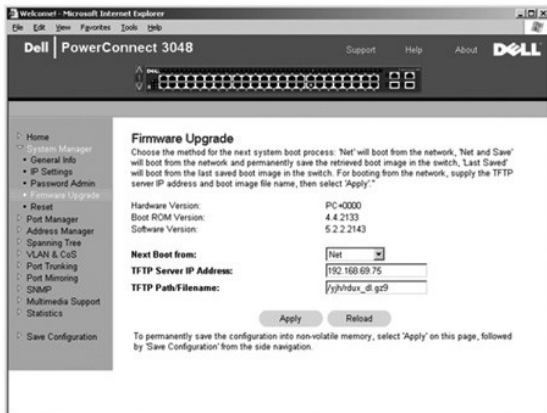 Welcome! - Microsoft Internet Explorer
File Edit View Favorites Tools Help
Dell | PowerConnect 3048
Support Help About DELL
Home
System Manager
General Info
IP Settings
Password Admin
Firmware Upgrade
Reset
Port Manager
Address Manager
Spanning Tree
VLAN & CoS
Port Trunking
Port Mirroring
SNMP
Multimedia Support
Statistics
Save Configuration
Firmware Upgrade
Choose the method for the next system boot process: 'Net' will boot from the network, 'Net and Save'
will boot from the network and permanently save the retrieved boot image in the switch, 'Last Saved'
will boot from the last saved boot image in the switch. For booting from the network, supply the TFTP
server IP address and boot image file name, then select 'Apply'."
Hardware Version: PC+0000
Boot ROM Version: 4.4.2133
Software Version: 5.2.2.2143
Next Boot from: Net
TFTP Server IP Address: 192.168.69.75
TFTP Path/Filename: /yjh/rdux_dl.gz9
Apply Reload
To permanently save the configuration into non-volatile memory, select 'Apply' on this page, followed
by 'Save Configuration' from the side navigation.